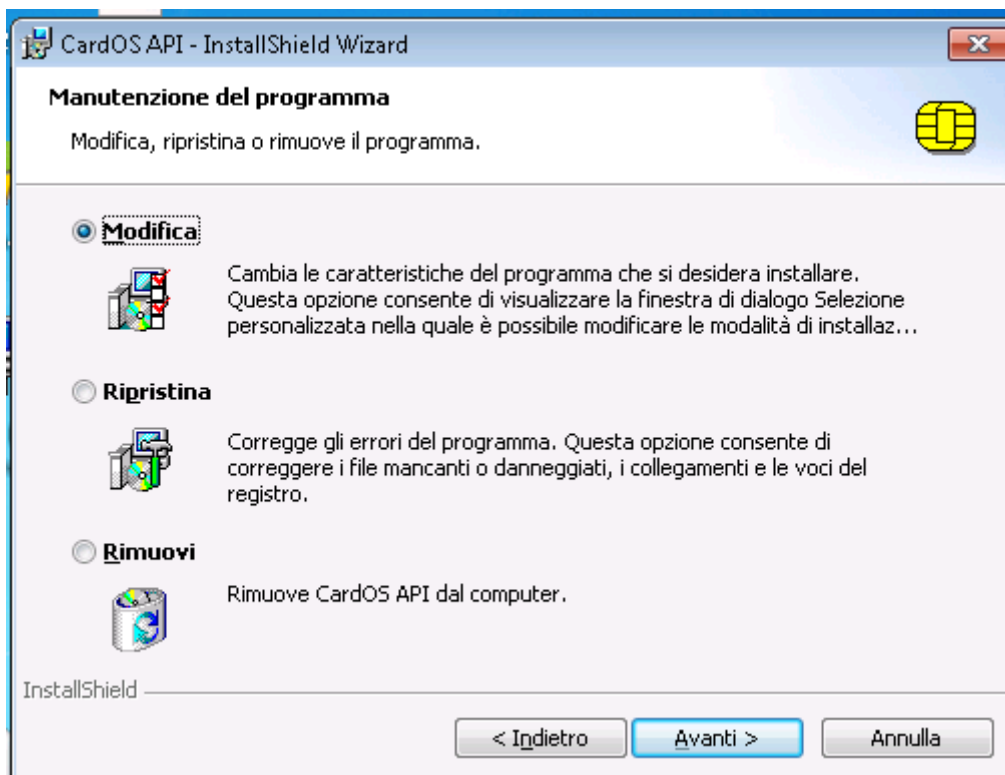 CardOS API - InstallShield Wizard
Manutenzione del programma
Modifica, ripristina o rimuove il programma.
Modifica
Cambia le caratteristiche del programma che si desidera installare.
Questa opzione consente di visualizzare la finestra di dialogo Selezione
personalizzata nella quale è possibile modificare le modalità di installaz...
Ripristina
Corregge gli errori del programma. Questa opzione consente di
correggere i file mancanti o danneggiati, i collegamenti e le voci del
registro.
Rimuovi
Rimuove CardOS API dal computer.
InstallShield
< Indietro
Avanti >
Annulla